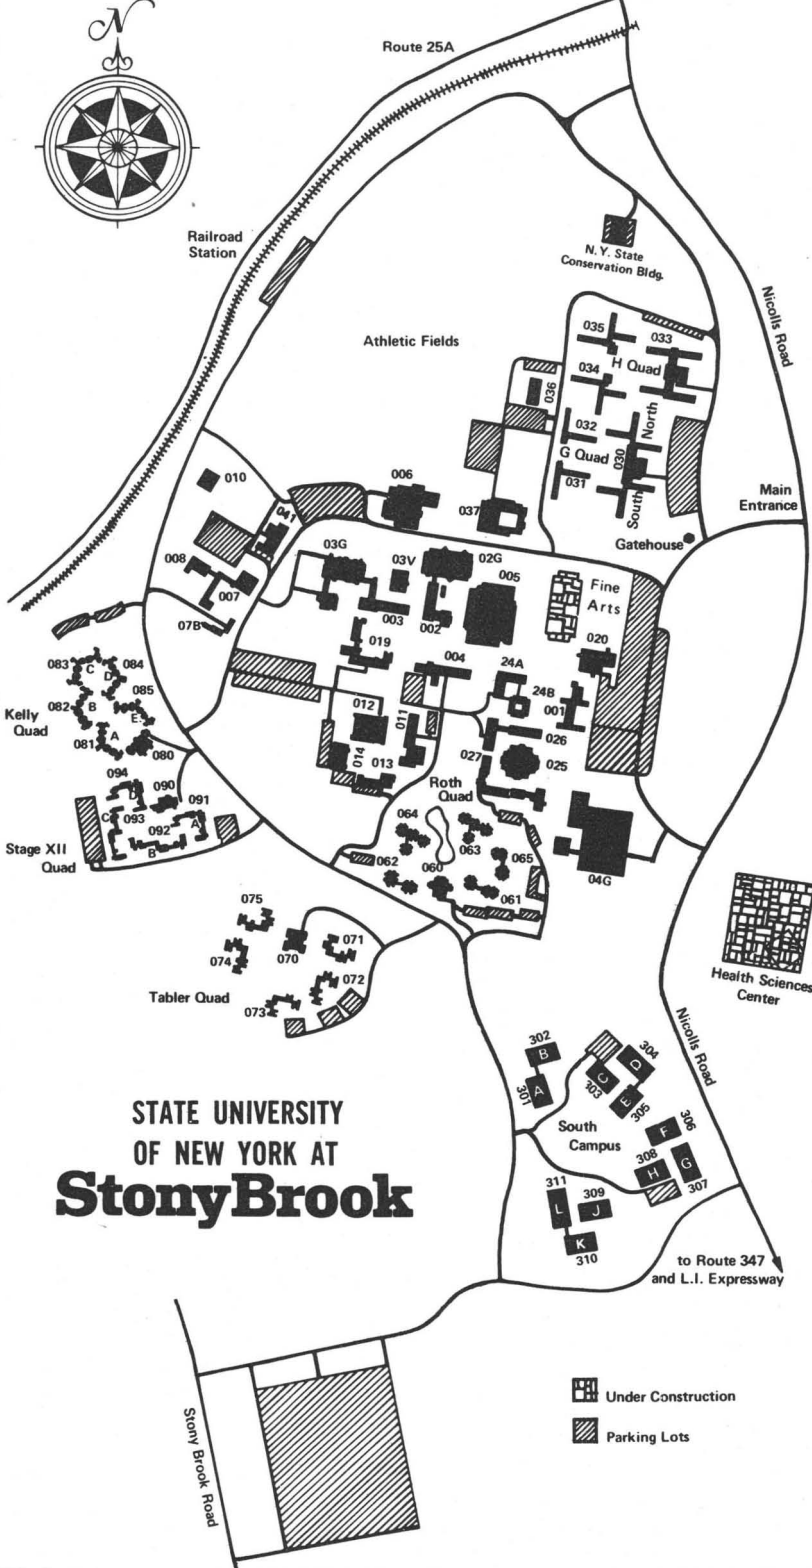 N
Route 25A
Railroad
Station
N.Y. State
Conservation Bldg.
Nicolls Road
Athletic Fields
035
033
H Quad
034
036
032
North
G Quad
030
031
South
Main
Entrance
Gatehouse
010
006
041
037
008
007
03G
03V
02G
005
Fine
Arts
07B
003
002
020
019
004
24A
24B
001
083
C
084
D
085
082
B
E
Kelly
Quad
A
081
080
012
011
014
013
026
027
025
Roth
Quad
094
D
090
091
C
093
092
A
B
Stage XII
Quad
064
063
062
060
065
061
04G
075
071
070
074
072
073
Tabler Quad
Health Sciences
Center
Nicolls Road
302
B
304
D
A
301
C
303
E
305
South
Campus
306
F
308
H
G
307
311
L
309
J
K
310
STATE UNIVERSITY
OF NEW YORK AT
StonyBrook
to Route 347
and L.I. Expressway
Under Construction
Parking Lots
Stony Brook Road